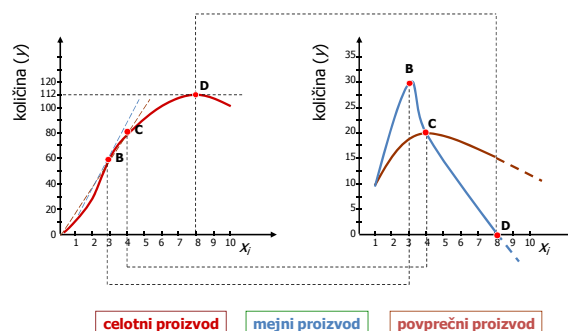 količina (y)
120
112
100
80
60
40
20
0
1 2 3 4 5 6 7 8 9 10
xᵢ
B
C
D
količina (y)
35
30
25
20
15
10
5
0
1 2 3 4 5 6 7 8 9 10
xᵢ
B
C
D
celotni proizvod mejni proizvod povprečni proizvod